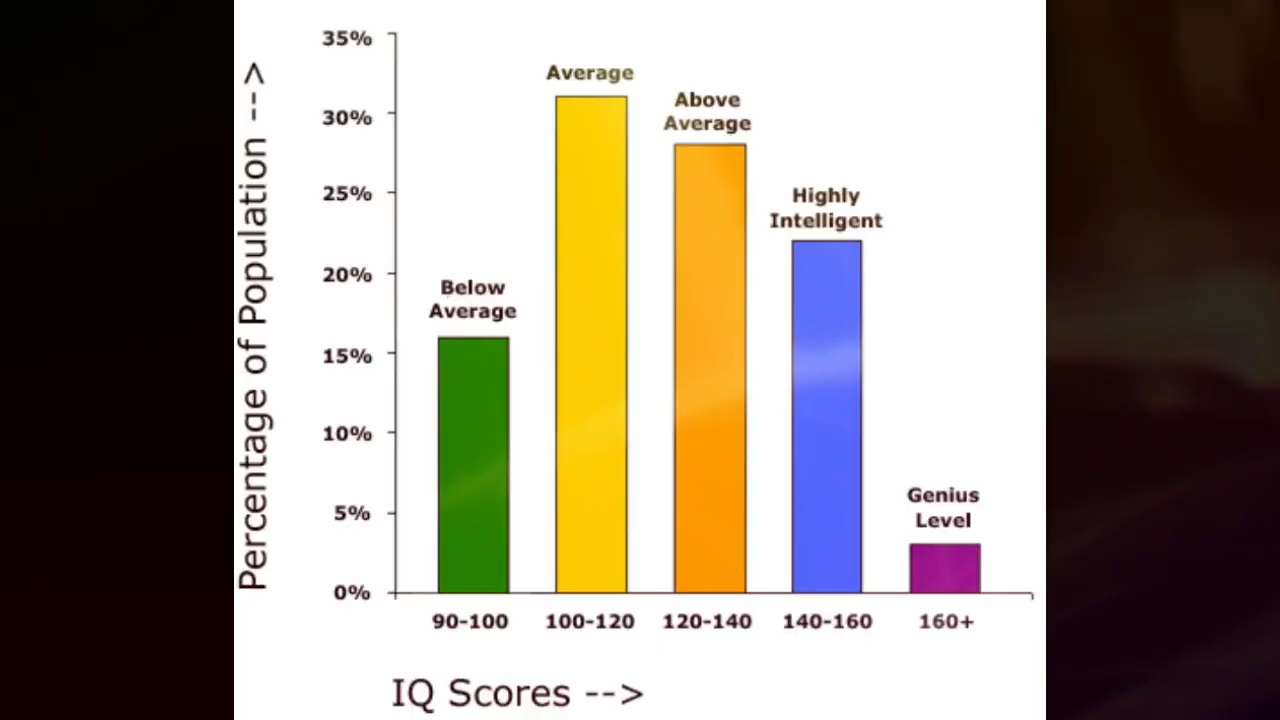 Percentage of Population -->
35%
30%
25%
20%
15%
10%
5%
0%
Below
Average
Average
Above
Average
Highly
Intelligent
Genius
Level
90-100
100-120
120-140
140-160
160+
IQ Scores -->